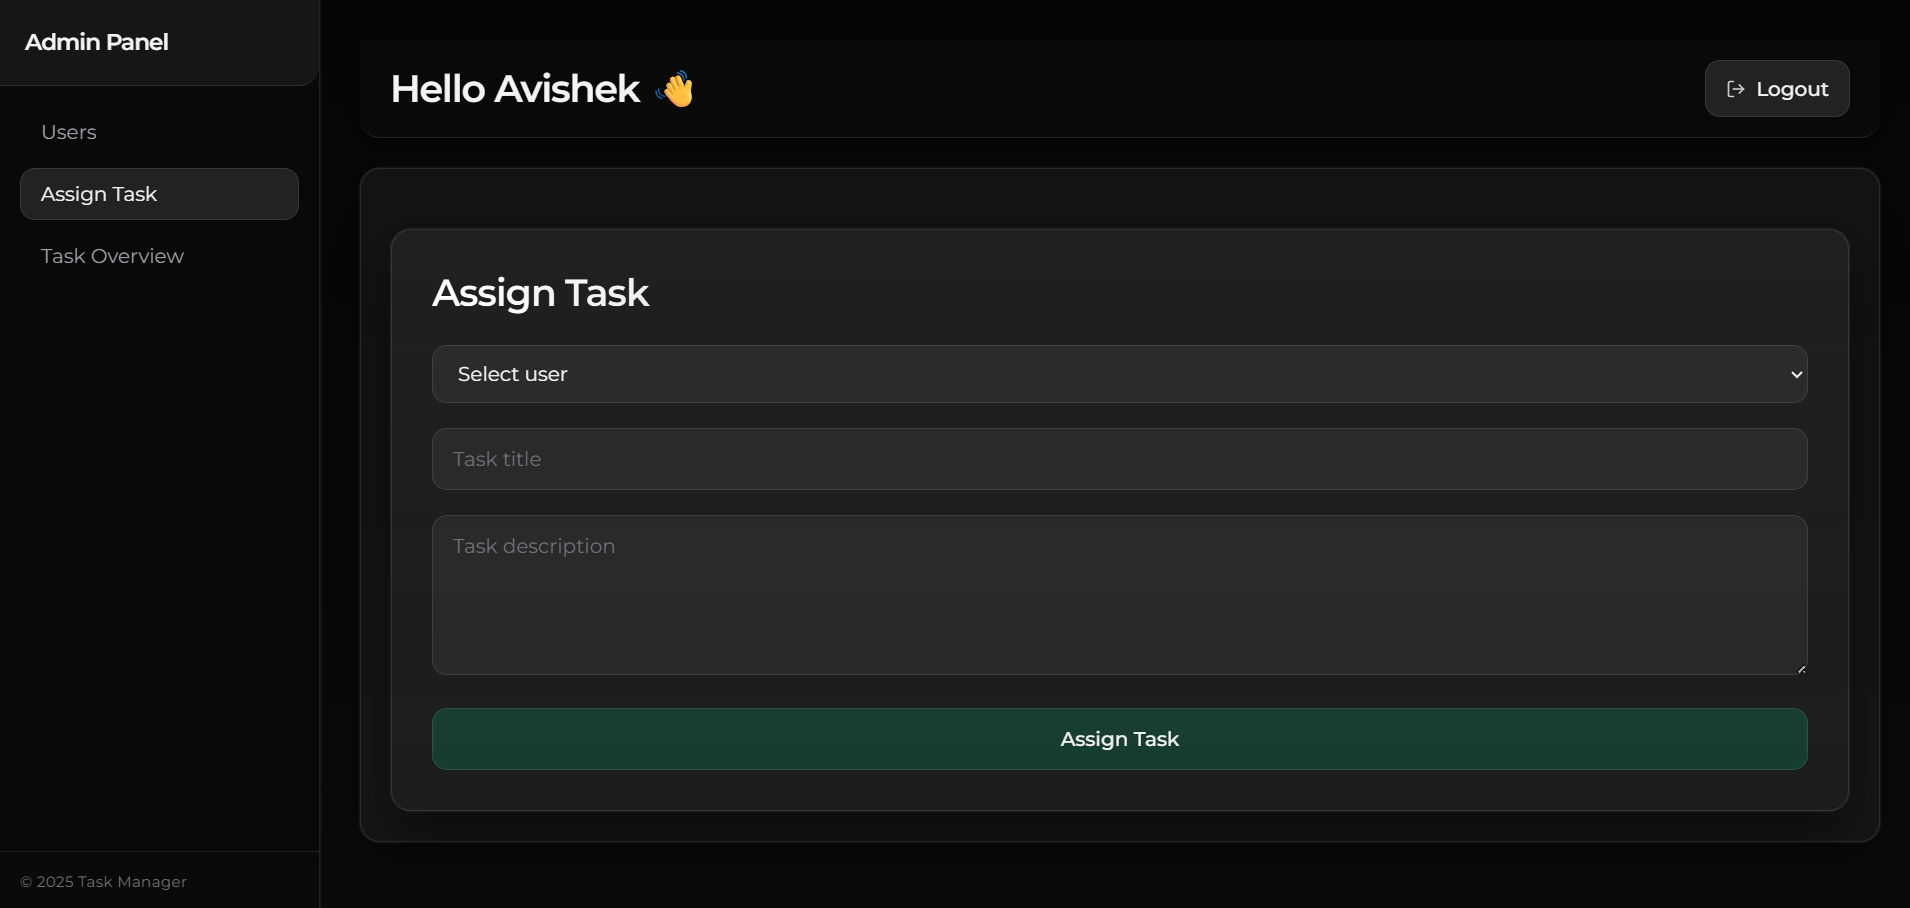 Admin Panel
Users
Assign Task
Task Overview
© 2025 Task Manager
Hello Avishek 👋
Logout
Assign Task
Select user
Task title
Task description
Assign Task